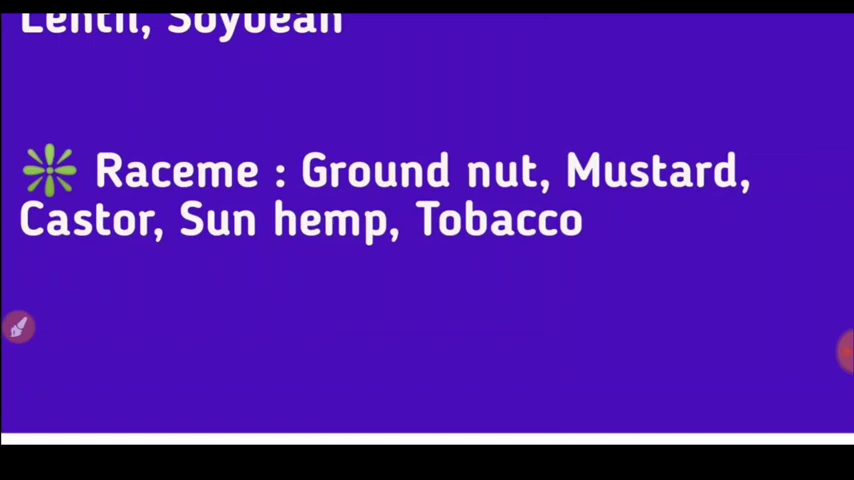 Lentil, Soybean
Raceme : Ground nut, Mustard,
Castor, Sun hemp, Tobacco